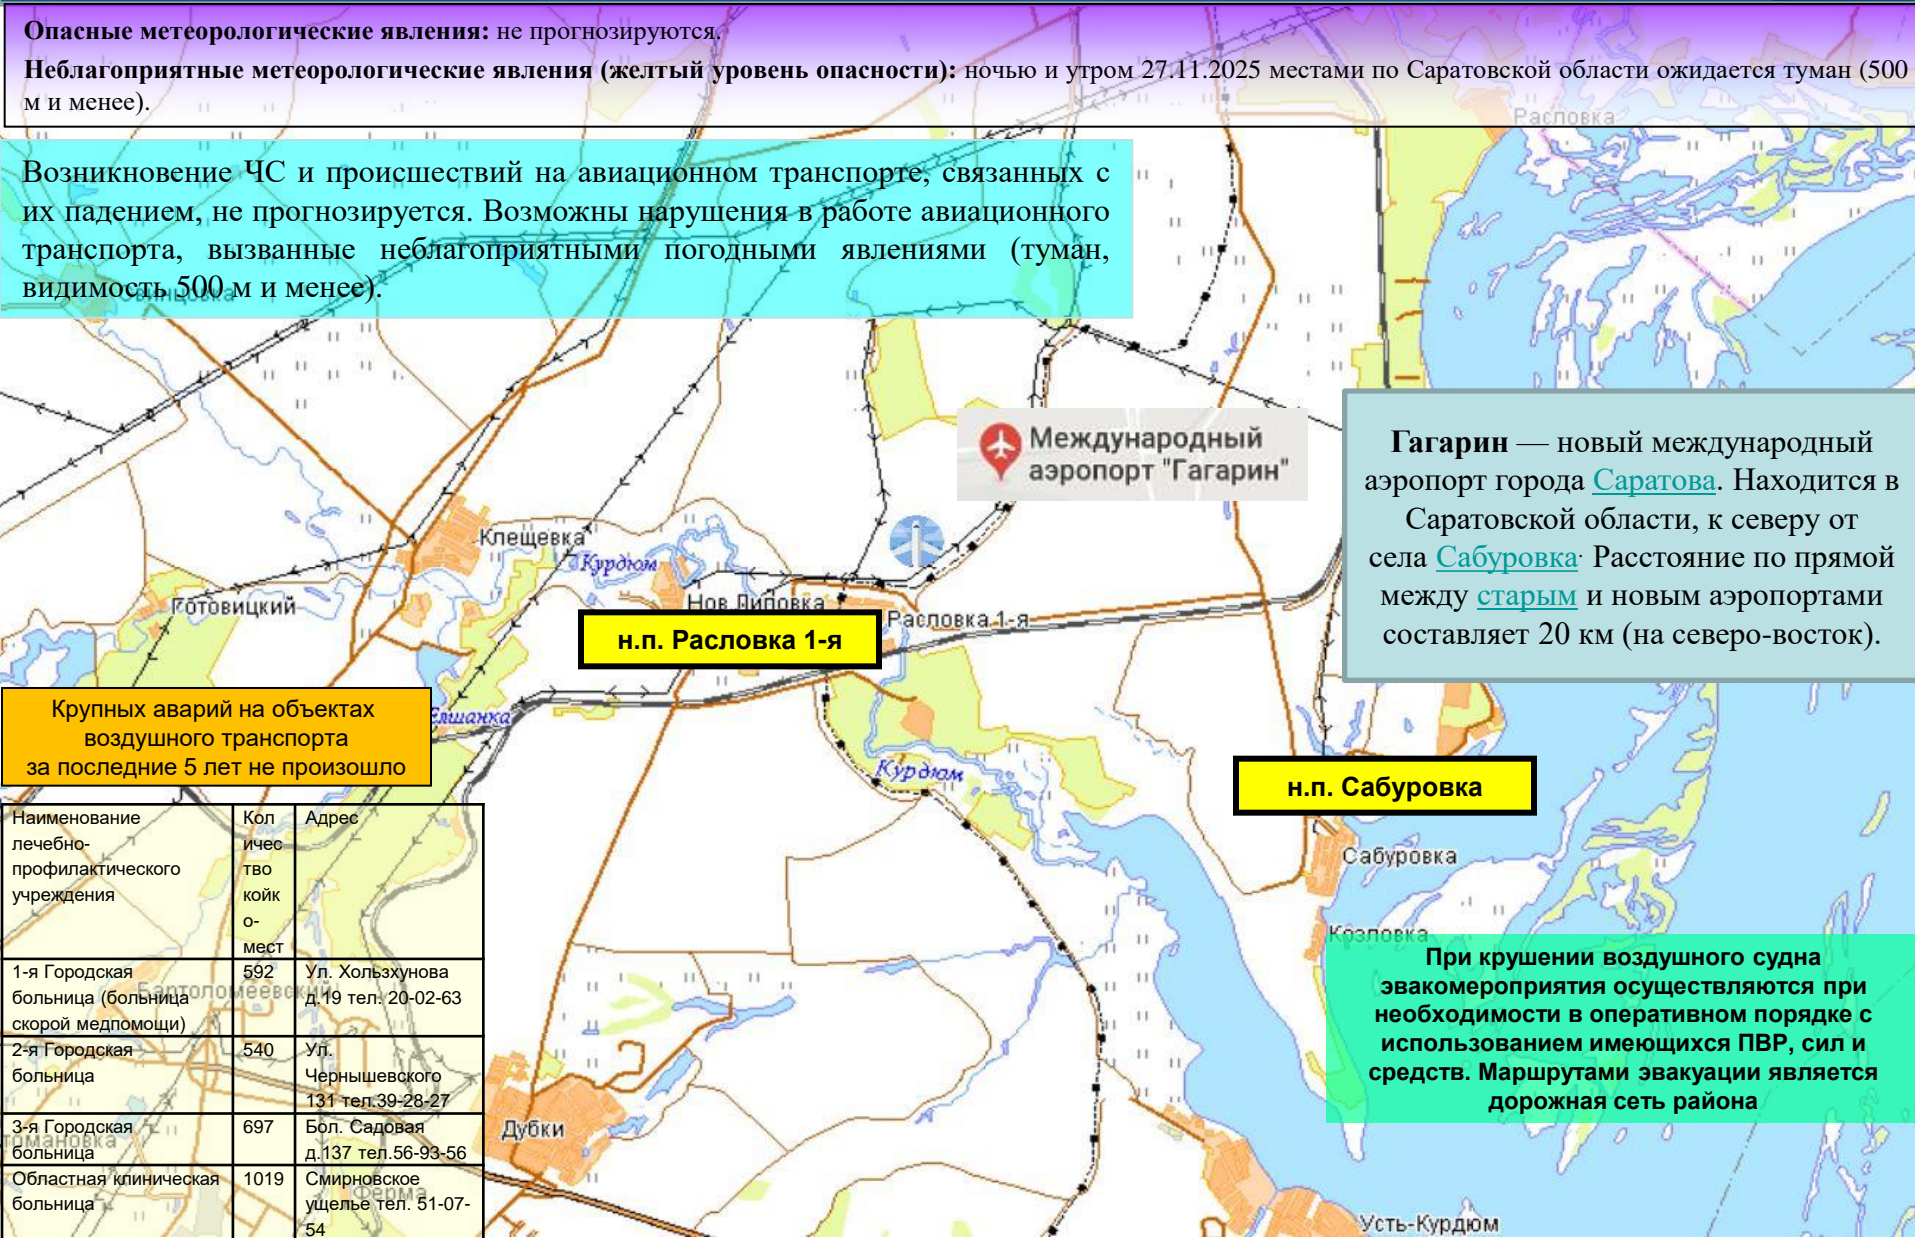 Опасные метеорологические явления: не прогнозируются.
Неблагоприятные метеорологические явления (желтый уровень опасности): ночью и утром 27.11.2025 местами по Саратовской области ожидается туман (500
м и менее).
Расловка
Возникновение ЧС и происшествий на авиационном транспорте, связанных с
их падением, не прогнозируется. Возможны нарушения в работе авиационного
транспорта, вызванные неблагоприятными погодными явлениями (туман,
видимость 500 м и менее).
Свинцовка
Международный
аэропорт "Гагарин"
Гагарин — новый международный
аэропорт города Саратова. Находится в
Саратовской области, к северу от
села Сабуровка. Расстояние по прямой
между старым и новым аэропортами
составляет 20 км (на северо-восток).
Клещевка
Курдюм
Готовицкий
Нов.Липовка
Расловка 1-я
н.п. Расловка 1-я
Елшанка
Крупных аварий на объектах
воздушного транспорта
за последние 5 лет не произошло
Курдюм
н.п. Сабуровка
Сабуровка
Козловка
Наименование
лечебно-
профилактического
учреждения
Кол
ичес
тво
койк
о-
мест
Адрес
1-я Городская
больница (больница
скорой медпомощи)
592
Ул. Хользхунова
д.19 тел. 20-02-63
Бартоломеевский
2-я Городская
больница
540
Ул.
Чернышевского
131 тел.39-28-27
3-я Городская
больница
697
Бол. Садовая
д.137 тел.56-93-56
Областная клиническая
больница
1019
Смирновское
ущелье тел. 51-07-
54
Ферма
Дубки
При крушении воздушного судна
эвакомероприятия осуществляются при
необходимости в оперативном порядке с
использованием имеющихся ПВР, сил и
средств. Маршрутами эвакуации является
дорожная сеть района
Усть-Курдюм